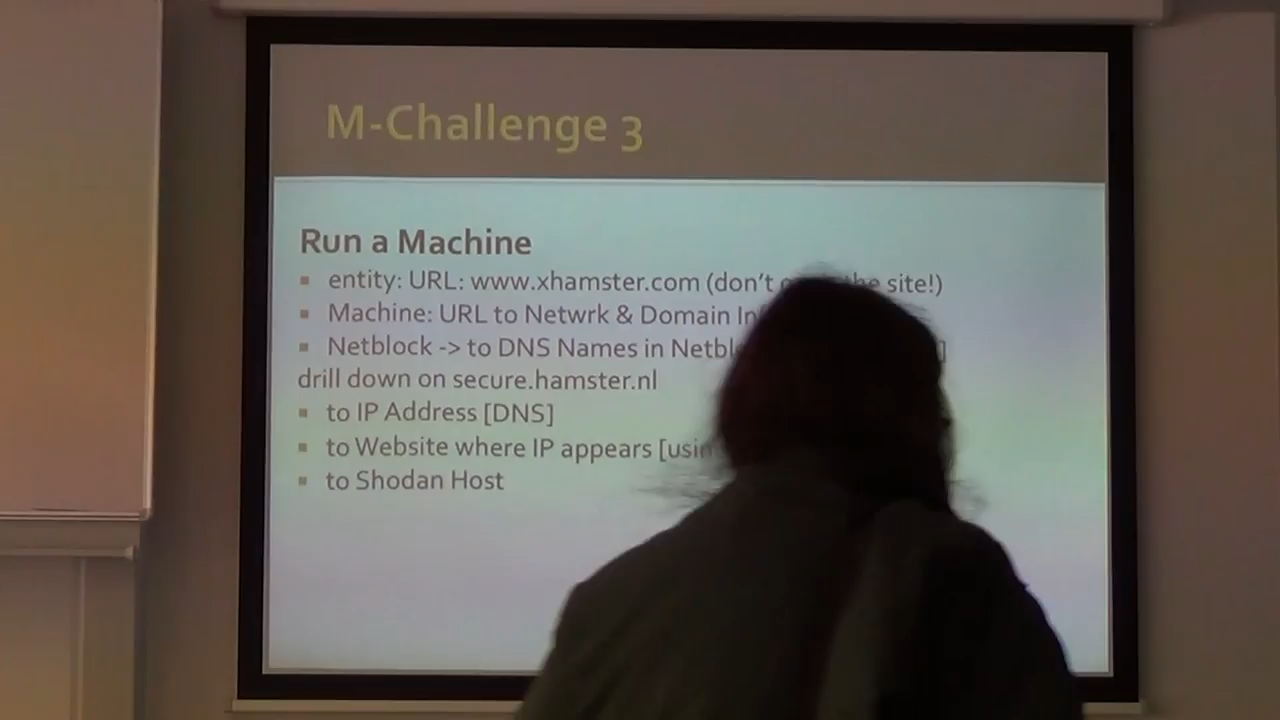 M-Challenge 3
Run a Machine
▪ entity: URL: www.xhamster.com (don't the site!)
▪ Machine: URL to Netwrk & Domain
▪ Netblock -> to DNS Names in
drill down on secure.hamster.nl
▪ to IP Address [DNS]
▪ to Website where IP appears
▪ to Shodan Host